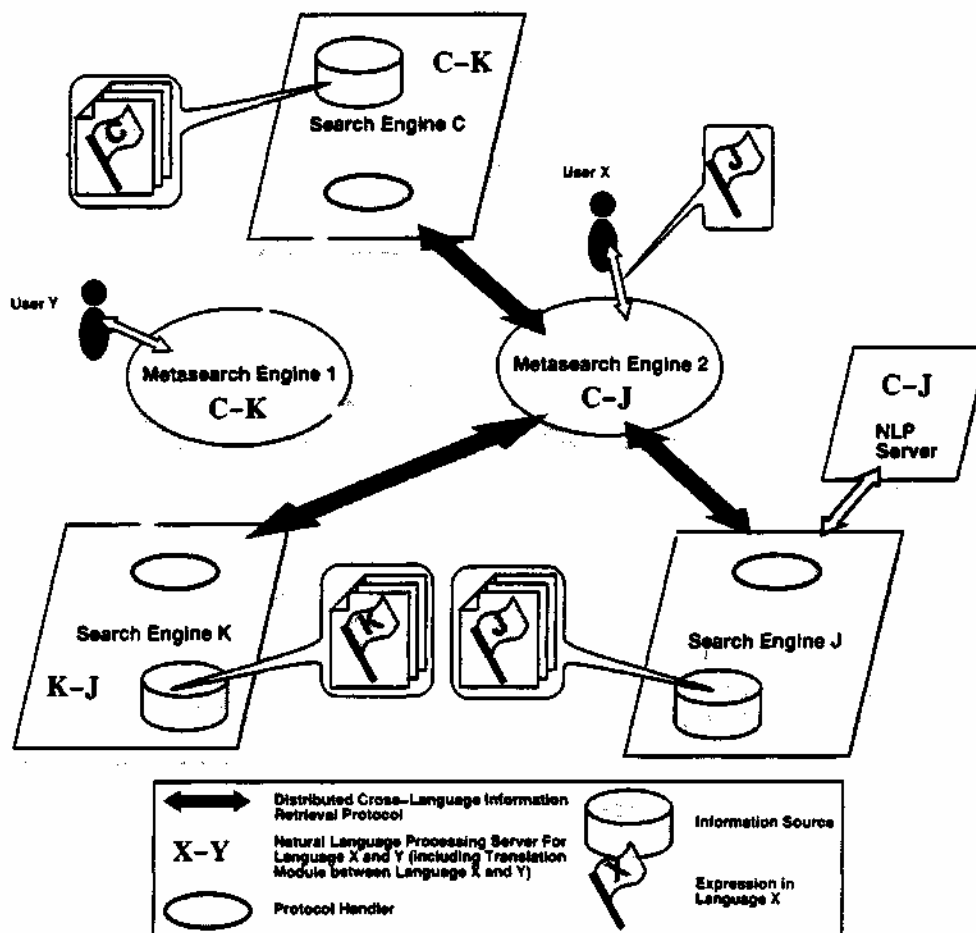 C-K
Search Engine C
C
User X
J
User Y
Metasearch Engine 1
C-K
Metasearch Engine 2
C-J
C-J
NLP
Server
Search Engine K
K-J
K
J
Search Engine J
Distributed Cross-Language Information
Retrieval Protocol
X-Y
Natural Language Processing Server For
Language X and Y (including Translation
Module between Language X and Y)
Protocol Handler
Information Source
X
Expression in
Language X